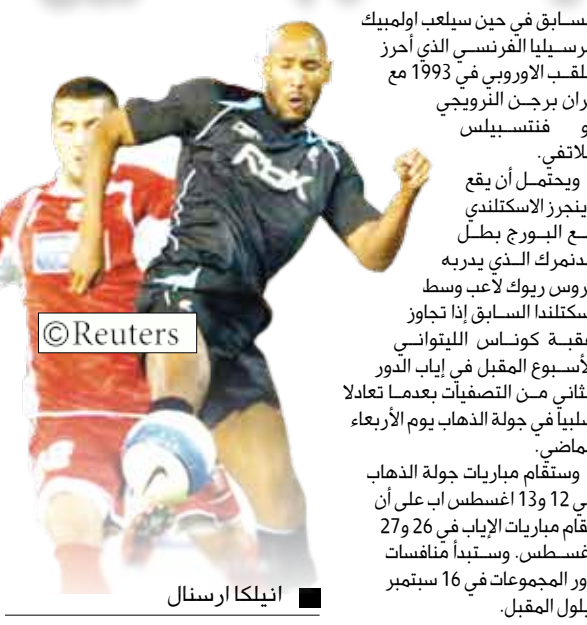 سابق في حين سيلعب اولمبيك
رسيليا الفرنسي الذي أحرز
لقب الاوروبي في 1993 مع
ران برجن النرويجي
و فنتسبيلس
لاتفي.
ويحتمل أن يقع
ينجرز الاسكتلندي
ع البورج بطل
دنمرك الذي يدربه
روس ريوك لاعب وسط
سكتلندا السابق إذا تجاوز
قبة كوناس الليتواني
لأسبوع المقبل في إياب الدور
ثاني من التصفيات بعدما تعادلا
لبيا في جولة الذهاب يوم الأربعاء
ماضي.
وستقام مباريات جولة الذهاب
ي 12 و13 اغسطس اب على أن
قام مباريات الإياب في 26 و27
غسطس. وستبدأ منافسات
ور المجموعات في 16 سبتمبر
يلول المقبل.
RBK
©Reuters
انيلكا ارسنال